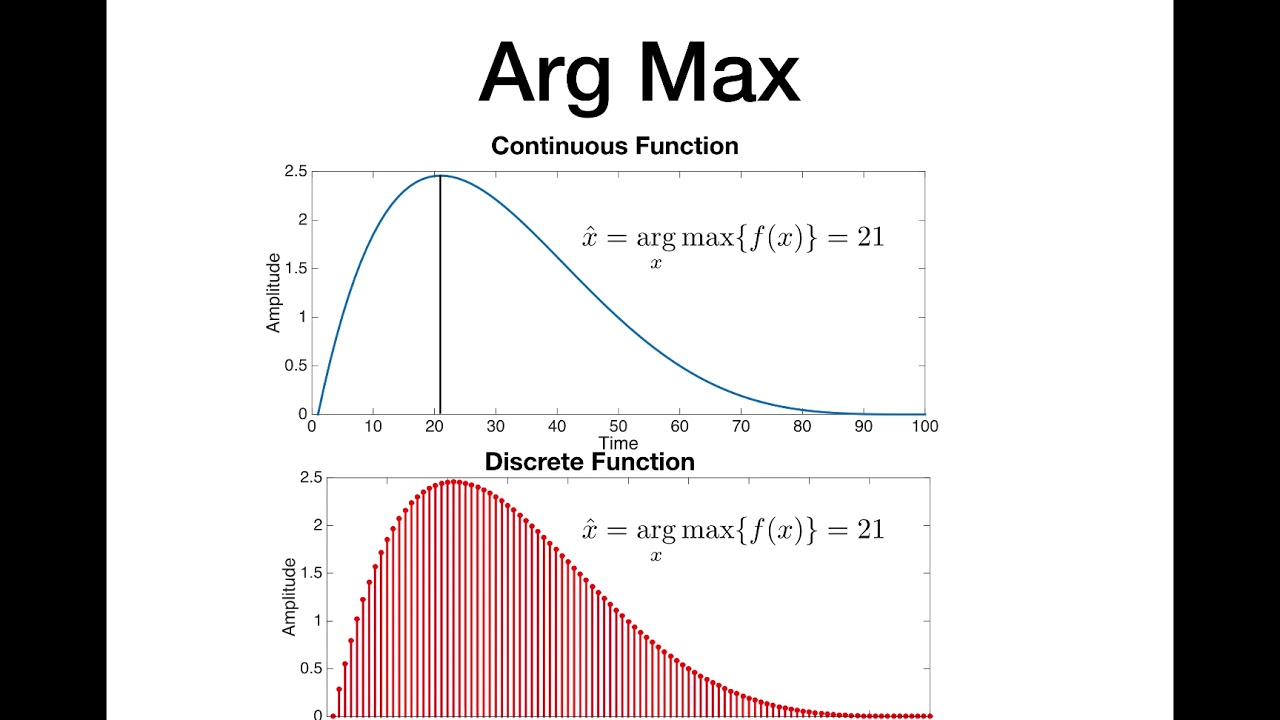 Arg Max
Continuous Function
2.5
2
1.5
1
0.5
0
Amplitude
x̂ = arg max{f(x)} = 21
x
0 10 20 30 40 50 60 70 80 90 100
Time
Discrete Function
2.5
2
1.5
1
0.5
0
Amplitude
x̂ = arg max{f(x)} = 21
x